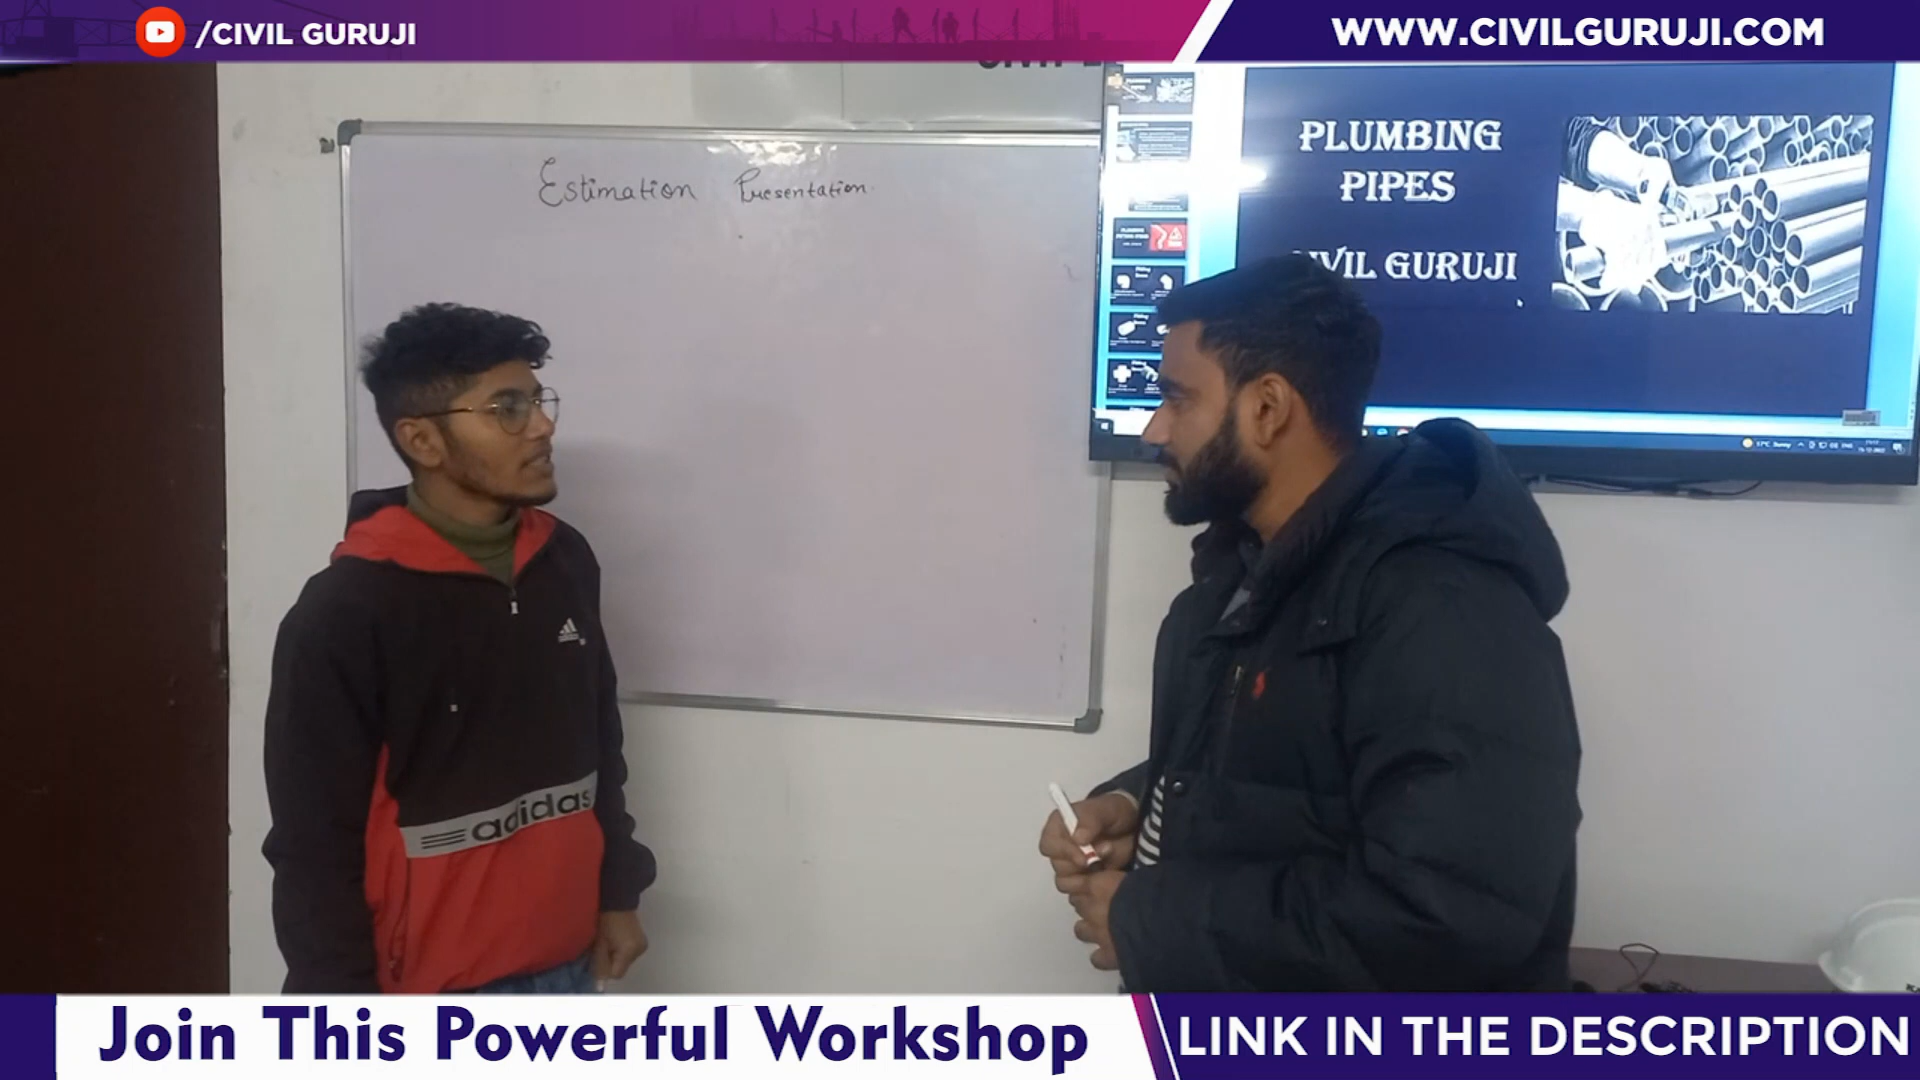 /CIVIL GURUJI
WWW.CIVILGURUJI.COM
PLUMBING
PIPES
CIVIL GURUJI
Estimation Presentation
adidas
Join This Powerful Workshop
LINK IN THE DESCRIPTION